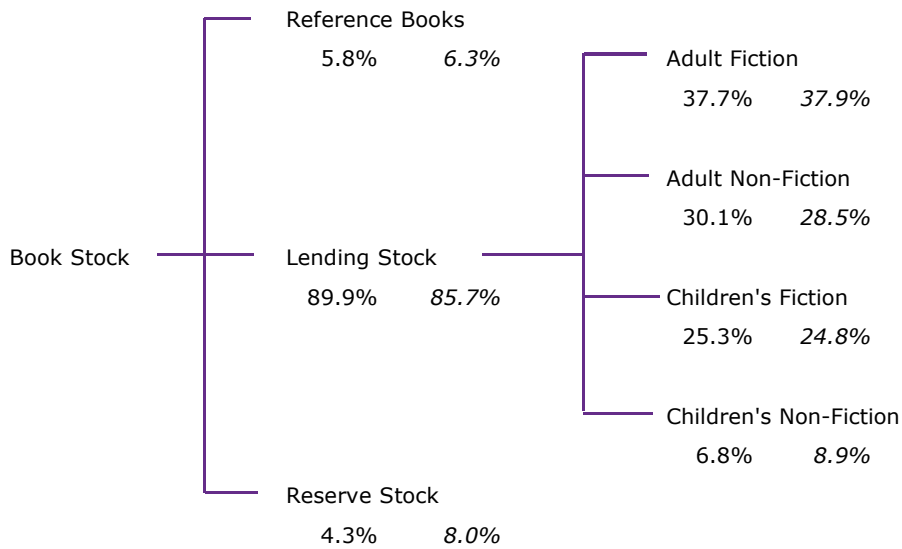 Reference Books
5.8% 6.3%
Adult Fiction
37.7% 37.9%
Adult Non-Fiction
30.1% 28.5%
Book Stock
Lending Stock
89.9% 85.7%
Children's Fiction
25.3% 24.8%
Children's Non-Fiction
6.8% 8.9%
Reserve Stock
4.3% 8.0%